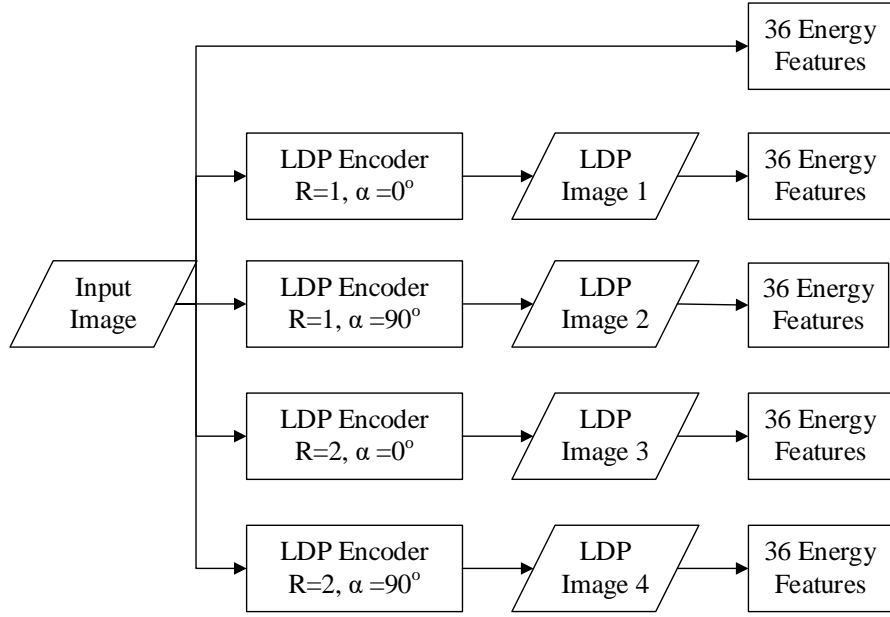 36 Energy
Features
LDP Encoder
R=1, α =0°
LDP
Image 1
36 Energy
Features
Input
Image
LDP Encoder
R=1, α =90°
LDP
Image 2
36 Energy
Features
LDP Encoder
R=2, α =0°
LDP
Image 3
36 Energy
Features
LDP Encoder
R=2, α =90°
LDP
Image 4
36 Energy
Features